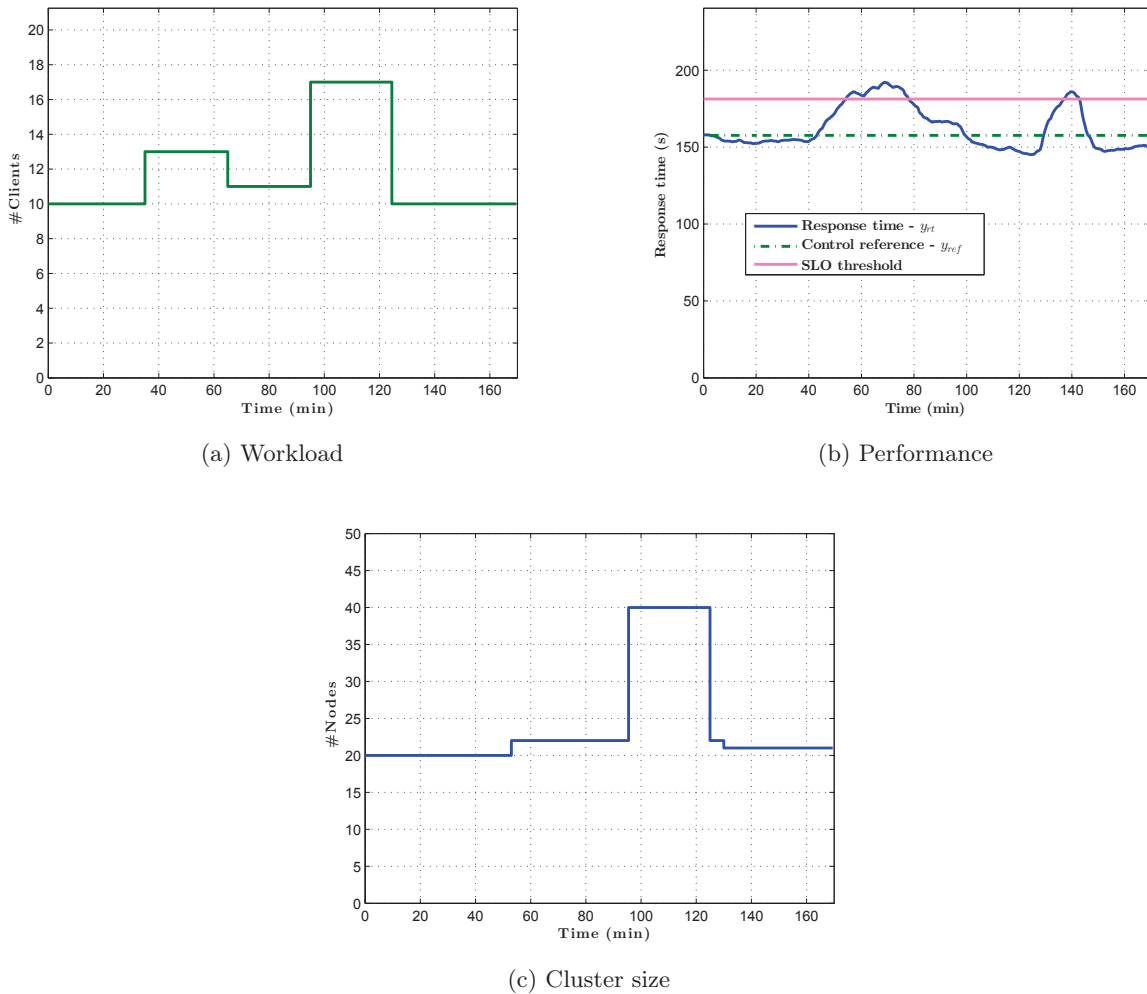 20
18
16
14
12
10
8
6
4
2
0
#Clients
0 20 40 60 80 100 120 140 160
Time (min)
(a) Workload
200
150
100
50
0
Response time (s)
Response time - y_rt
Control reference - y_ref
SLO threshold
0 20 40 60 80 100 120 140 160
Time (min)
(b) Performance
50
45
40
35
30
25
20
15
10
5
0
#Nodes
0 20 40 60 80 100 120 140 160
Time (min)
(c) Cluster size